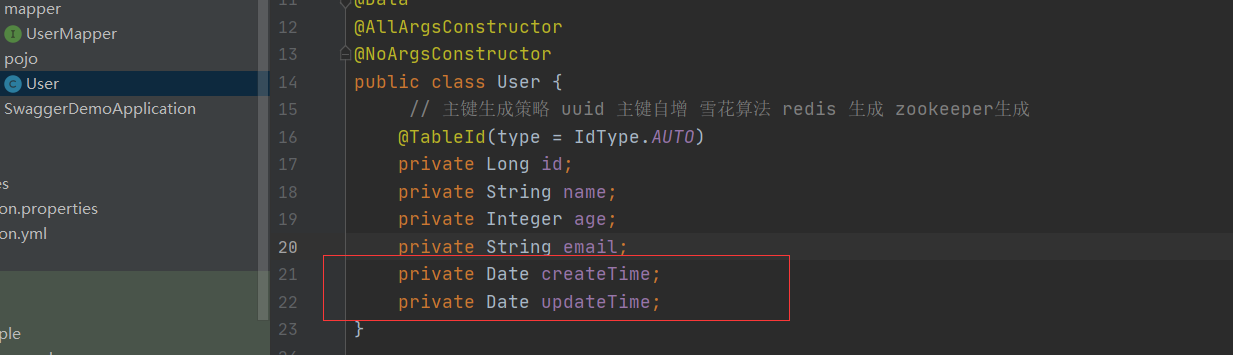 mapper
I UserMapper
pojo
C User
SwaggerDemoApplication
es
on.properties
on.yml
ple
11 @Data
12 @AllArgsConstructor
13 @NoArgsConstructor
14 public class User {
15 // 主键生成策略 uuid 主键自增 雪花算法 redis 生成 zookeeper生成
16 @TableId(type = IdType.AUTO)
17 private Long id;
18 private String name;
19 private Integer age;
20 private String email;
21 private Date createTime;
22 private Date updateTime;
23 }